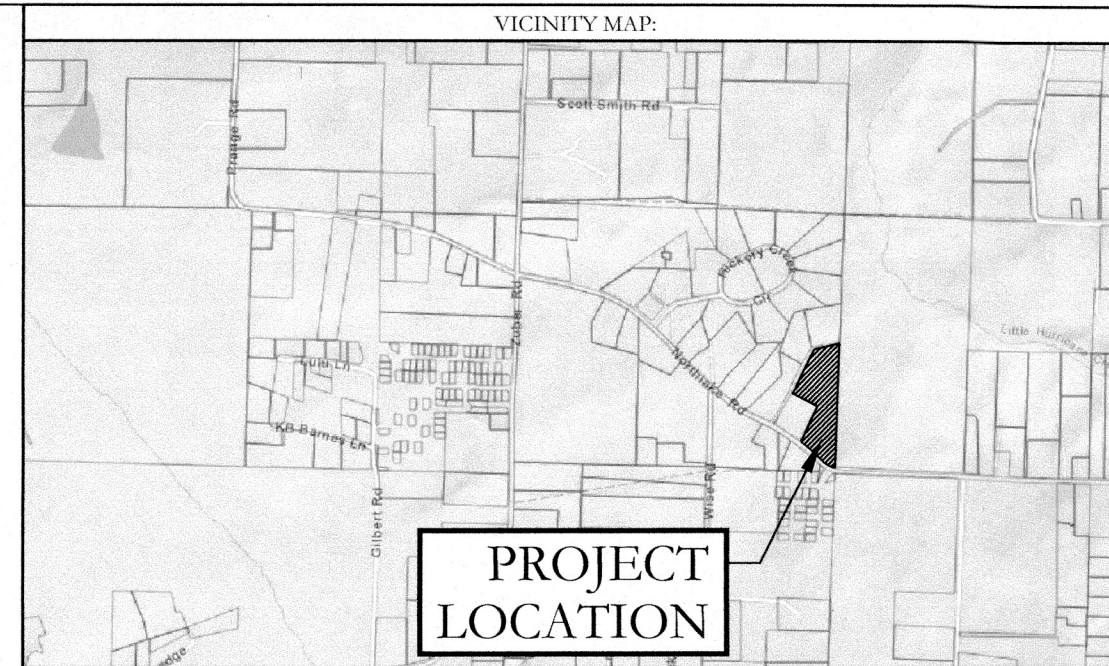 VICINITY MAP:
Scott Smith Rd
Prange Rd
Hickory Creek
Cir
Zuber Rd
Little Hurricane
Lulu Ln
Northlake Rd
KB Barnes Ln
Wise Rd
Gilbert Rd
PROJECT
LOCATION